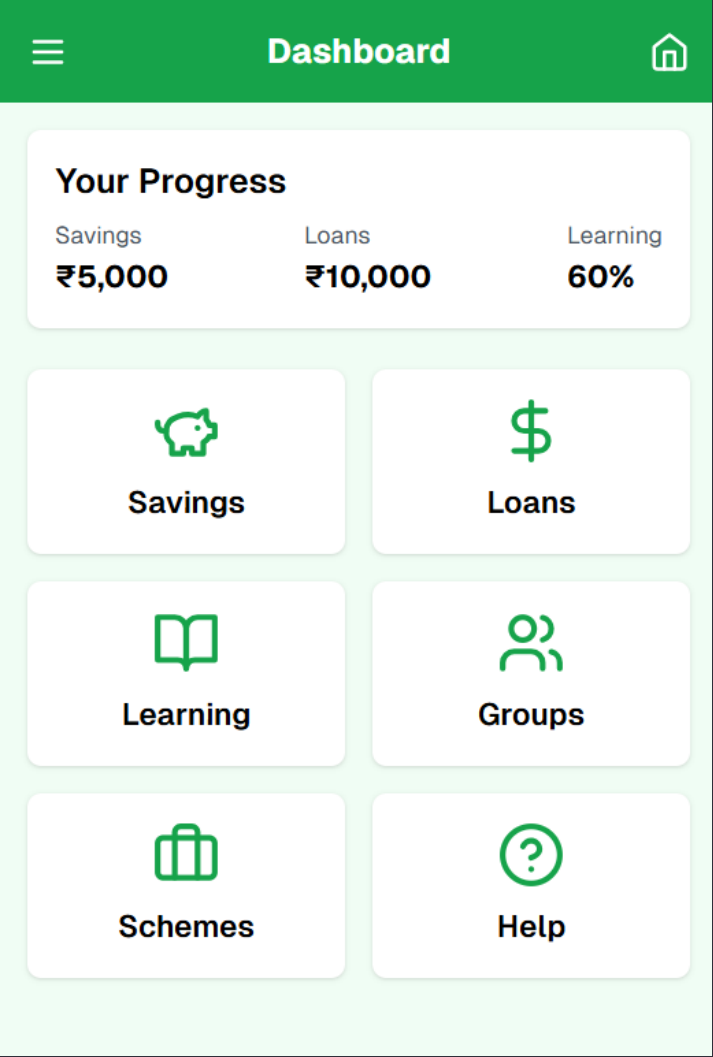 Dashboard
Your Progress
Savings Loans Learning
₹5,000 ₹10,000 60%
Savings Loans
Learning Groups
Schemes Help